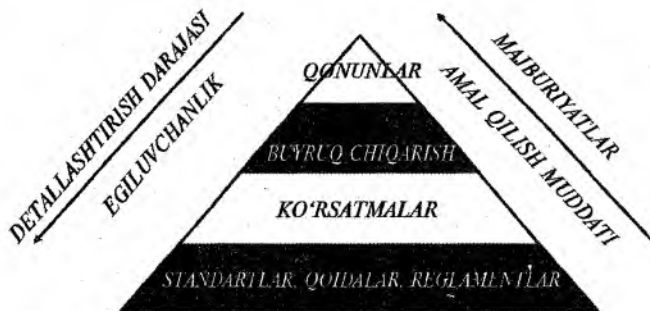 DETALLASHTIRISH DARAJASI
EGILUVCHANLIK
QONUNLAR
BUYRUQ CHIQARISH
KO‘RSATMALAR
STANDARTLAR, QOIDALAR, REGLAMENTLAR
MAJBURIYATLAR
AMAL QILISH MUDDATI